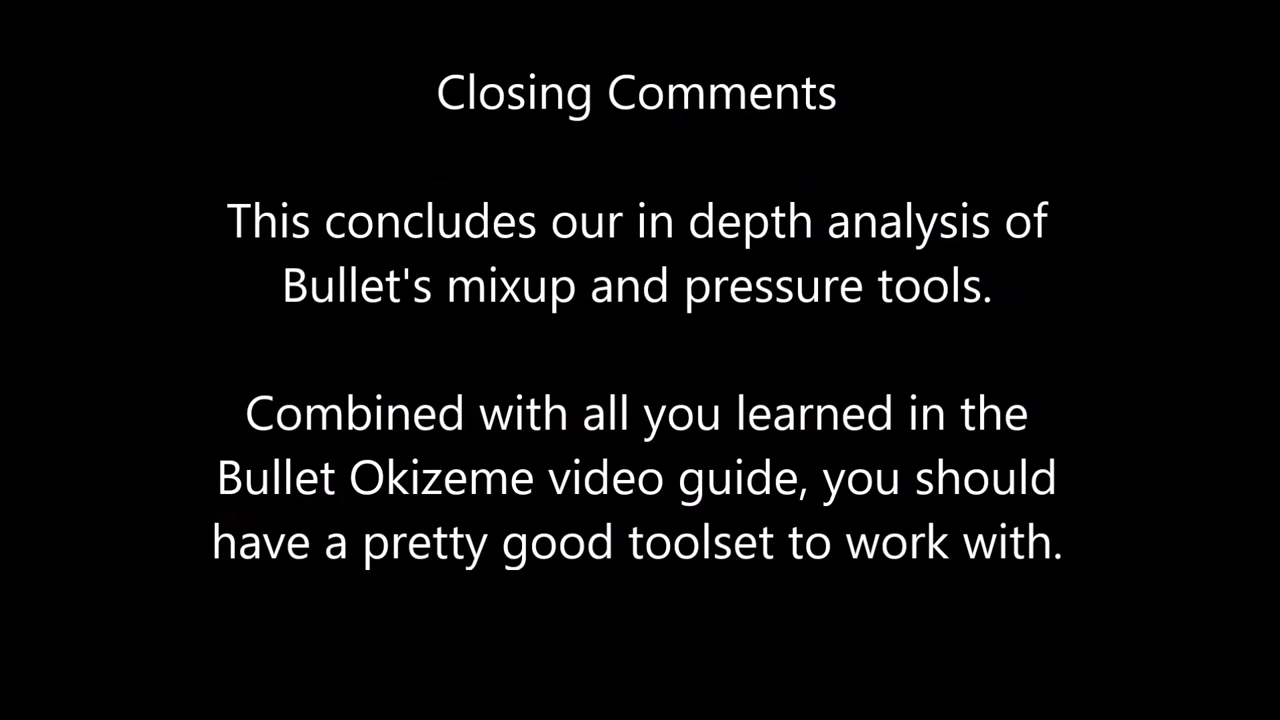 Closing Comments
This concludes our in depth analysis of
Bullet's mixup and pressure tools.
Combined with all you learned in the
Bullet Okizeme video guide, you should
have a pretty good toolset to work with.